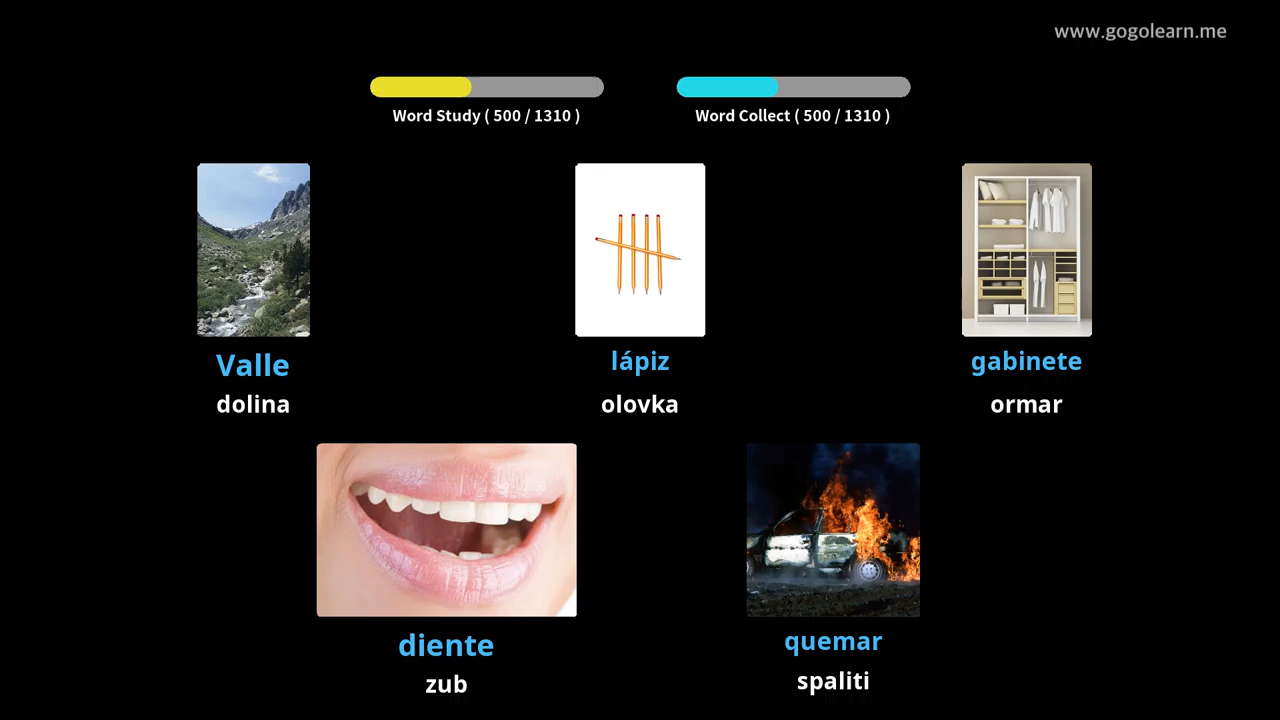 www.gogolearn.me
Word Study ( 500 / 1310 )
Word Collect ( 500 / 1310 )
Valle
dolina
lápiz
olovka
gabinete
ormar
diente
zub
quemar
spaliti